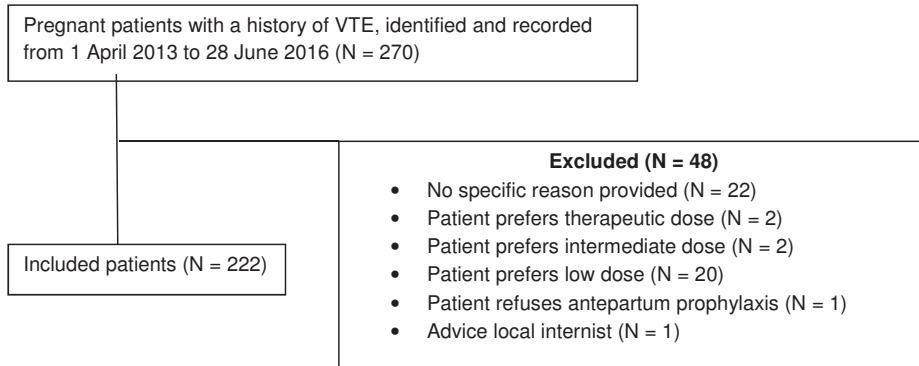 Pregnant patients with a history of VTE, identified and recorded
from 1 April 2013 to 28 June 2016 (N = 270)
Excluded (N = 48)
• No specific reason provided (N = 22)
• Patient prefers therapeutic dose (N = 2)
• Patient prefers intermediate dose (N = 2)
• Patient prefers low dose (N = 20)
• Patient refuses antepartum prophylaxis (N = 1)
• Advice local internist (N = 1)
Included patients (N = 222)